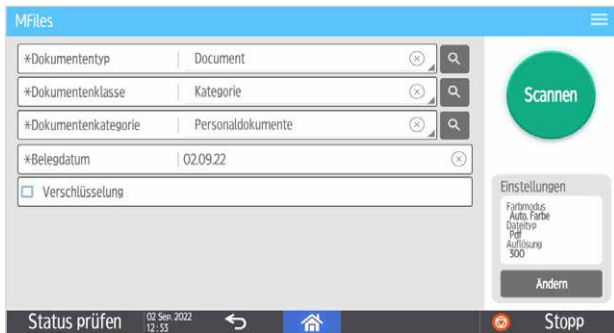 MFiles
*Dokumententyp Document
*Dokumentenklasse Kategorie
*Dokumentenkategorie Personaldokumente
*Belegdatum 02.09.22
Verschlüsselung
Scannen
Einstellungen
Farbmodus
Auto. Farbe
Dateityp
Pdf
Auflösung
300
Ändern
Status prüfen
02 Sep. 2022
12:53
Stopp